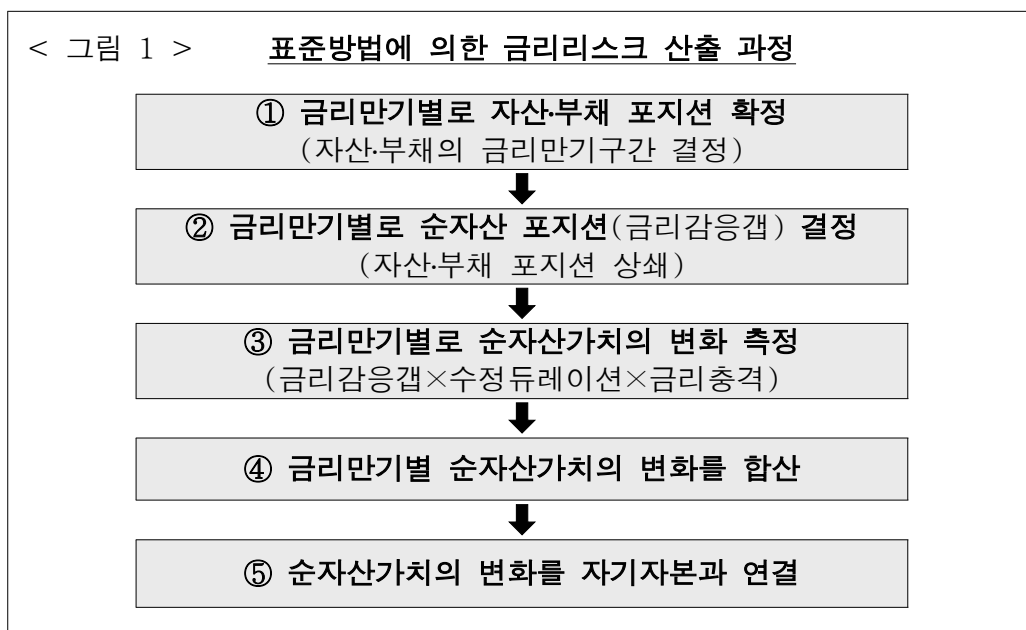 < 그림 1 > 표준방법에 의한 금리리스크 산출 과정
① 금리만기별로 자산·부채 포지션 확정
(자산·부채의 금리만기구간 결정)
② 금리만기별로 순자산 포지션(금리감응갭) 결정
(자산·부채 포지션 상쇄)
③ 금리만기별로 순자산가치의 변화 측정
(금리감응갭×수정듀레이션×금리충격)
④ 금리만기별 순자산가치의 변화를 합산
⑤ 순자산가치의 변화를 자기자본과 연결